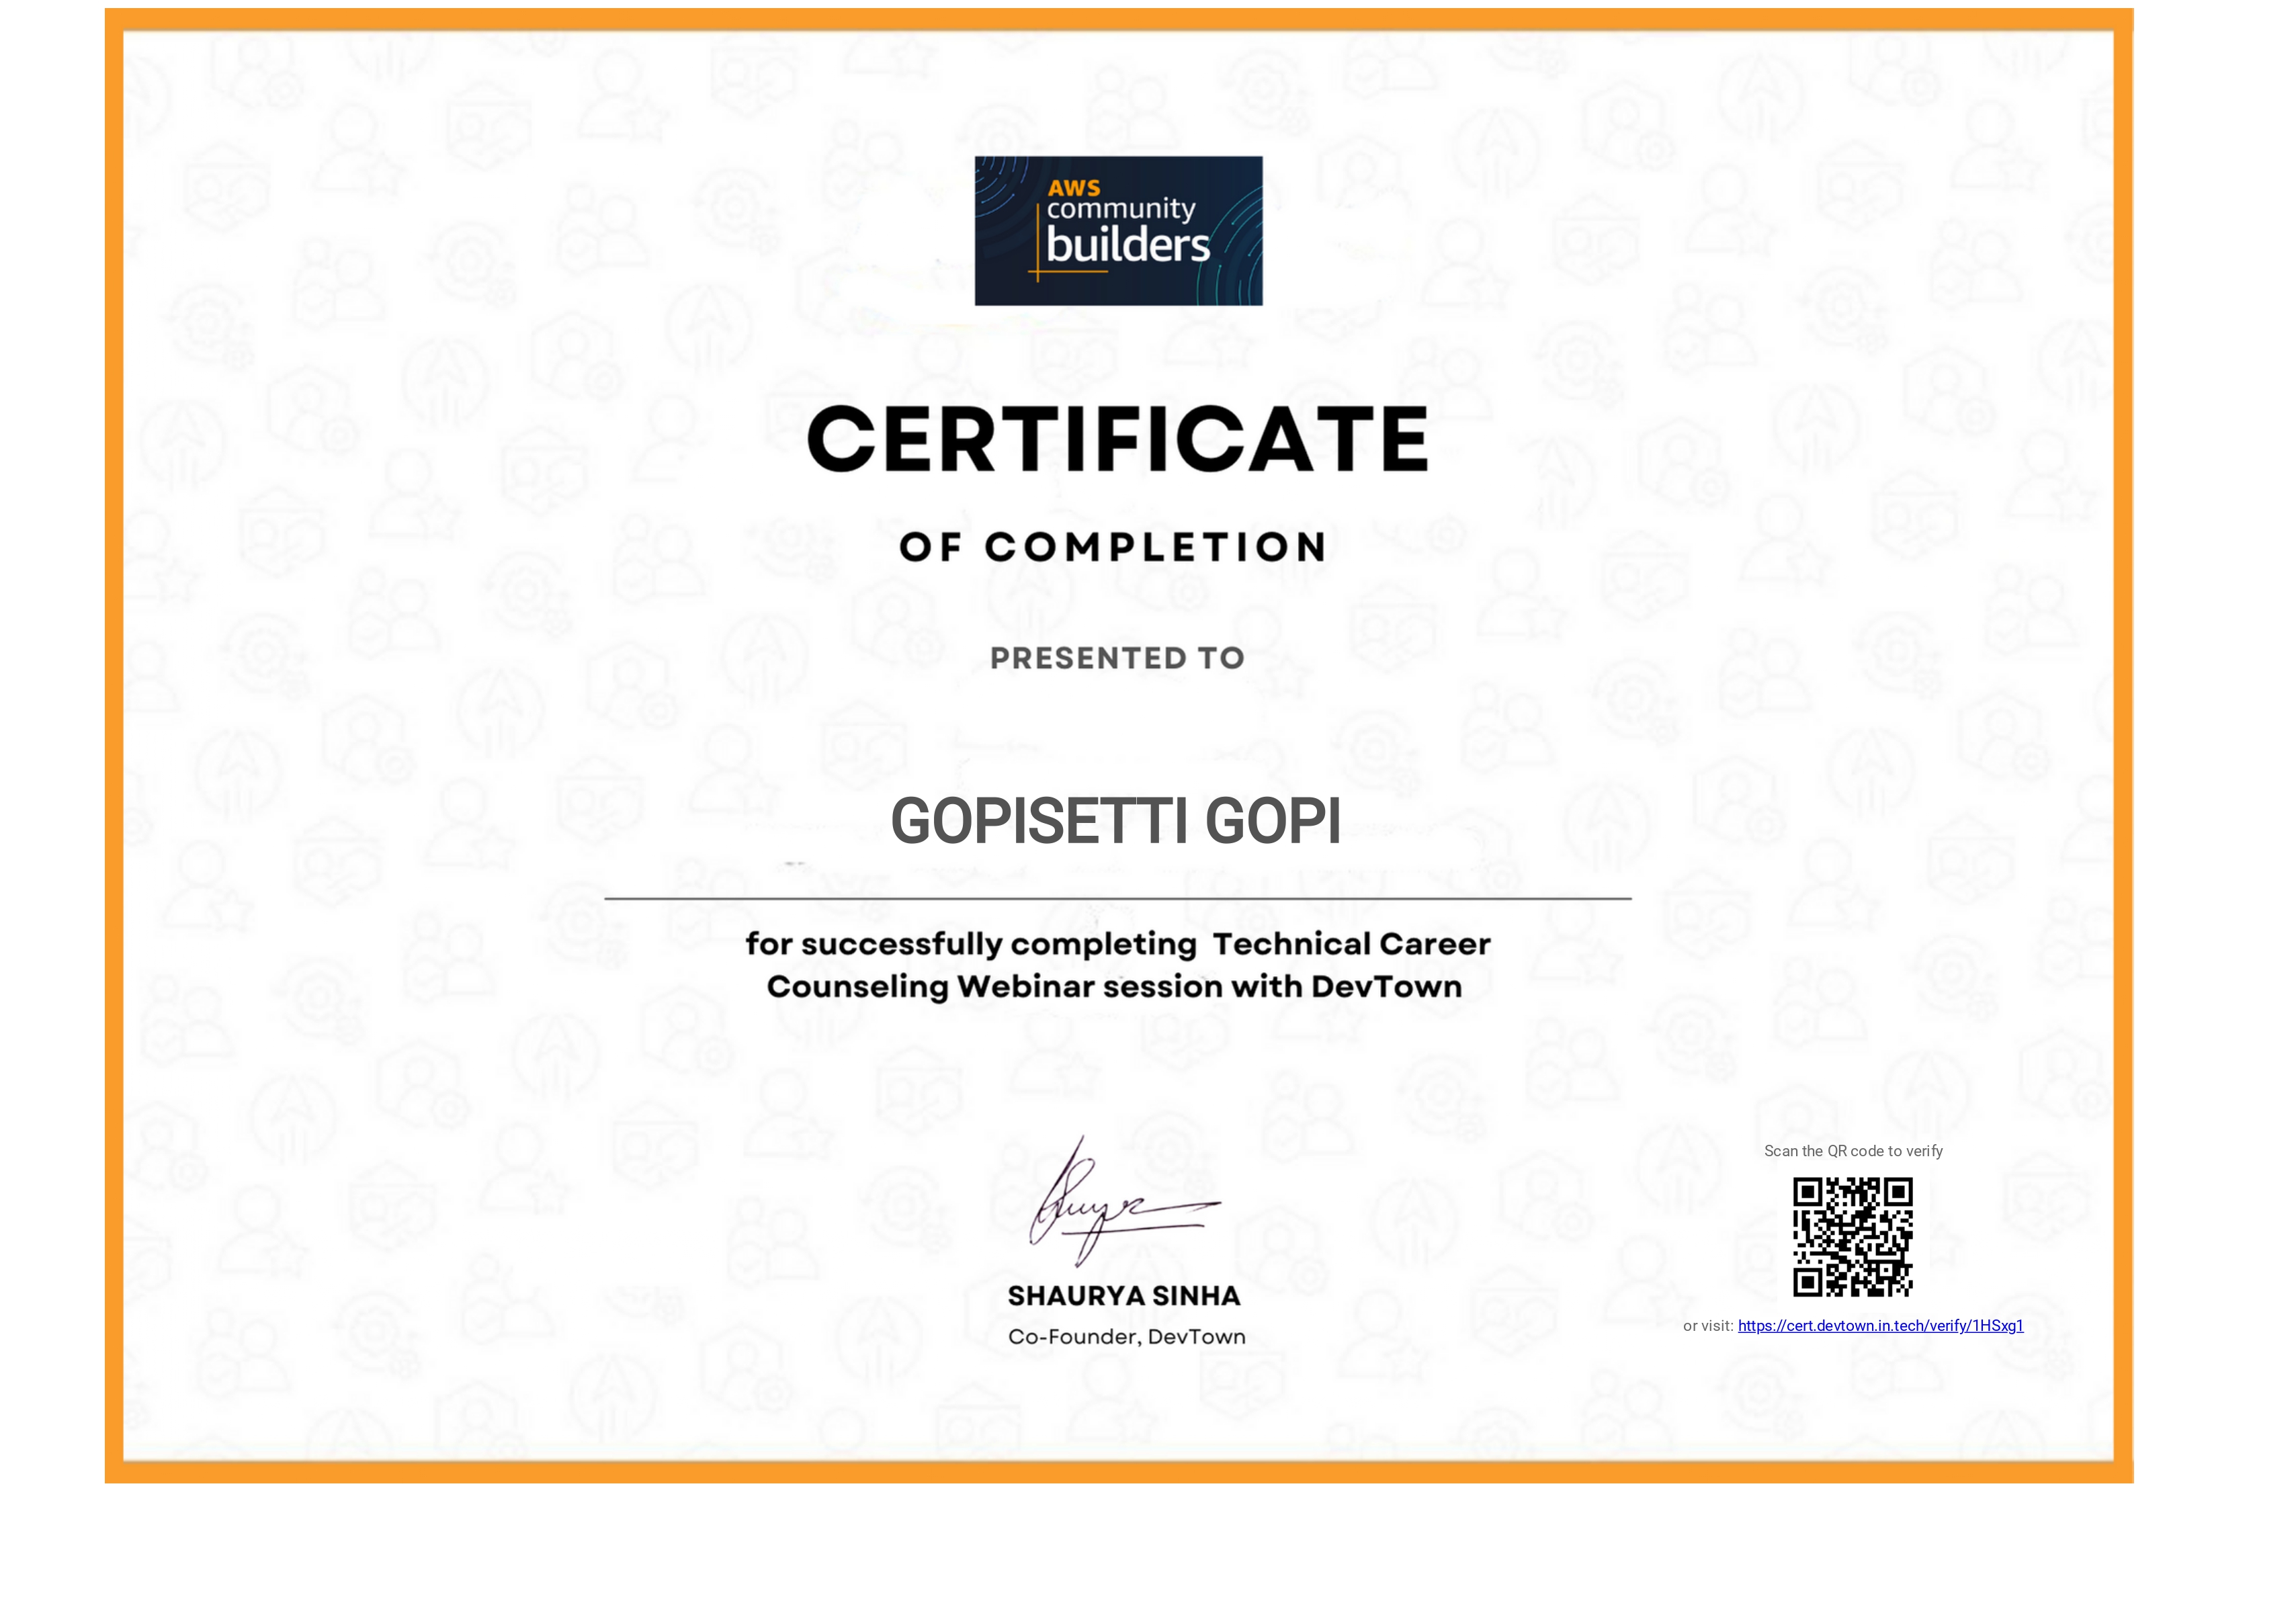 AWS
community
builders
CERTIFICATE
OF COMPLETION
PRESENTED TO
GOPISETTI GOPI
for successfully completing  Technical Career
Counseling Webinar session with DevTown
SHAURYA SINHA
Co-Founder, DevTown
Scan the QR code to verify
or visit: https://cert.devtown.in.tech/verify/1HSxg1